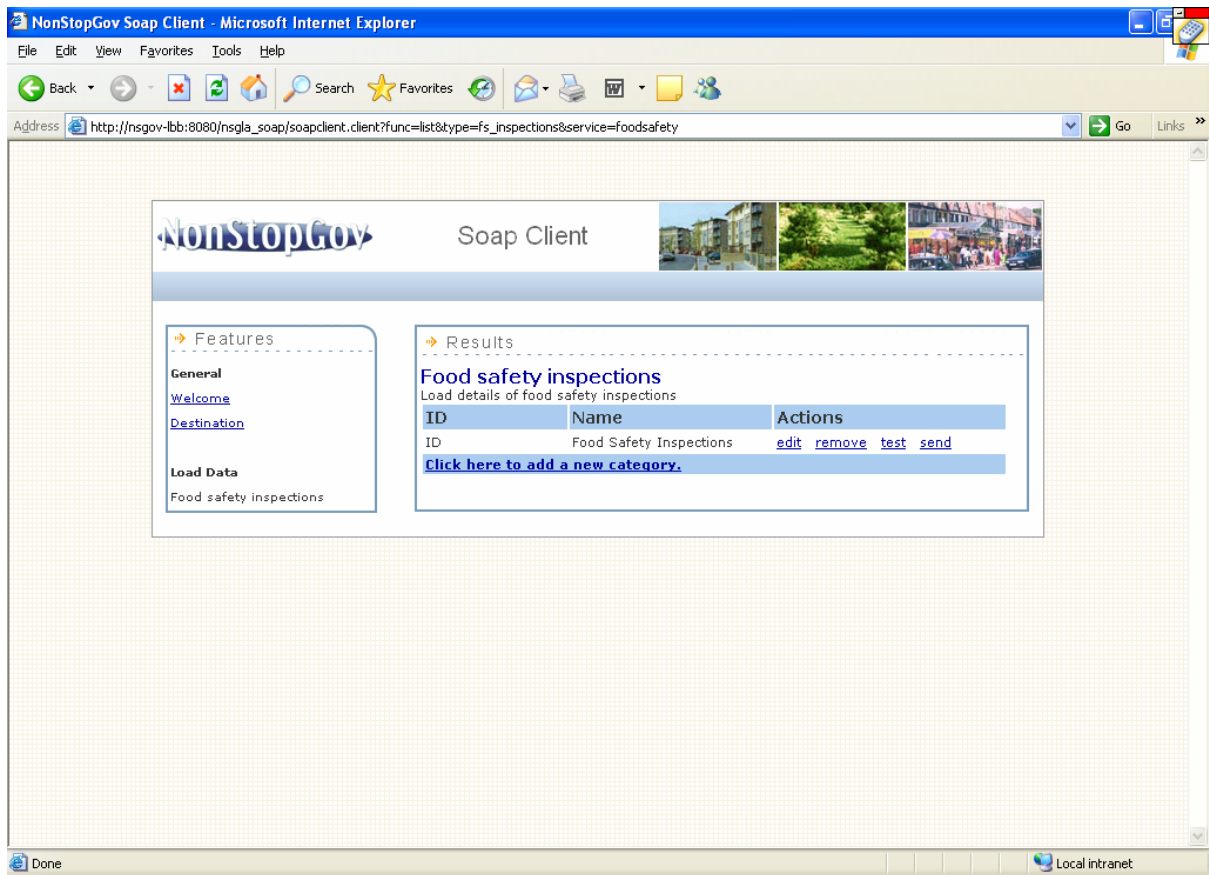 NonStopGov Soap Client - Microsoft Internet Explorer
File Edit View Favorites Tools Help
Back Search Favorites
Address http://nsgov-lbb:8080/nsgla_soap/soapclient.client?func=list&type=fs_inspections&service=foodsafety Go Links »
NonStopGov Soap Client
Features
General
Welcome
Destination
Load Data
Food safety inspections
Results
Food safety inspections
Load details of food safety inspections
ID Name Actions
ID Food Safety Inspections edit remove test send
Click here to add a new category.
Done Local intranet